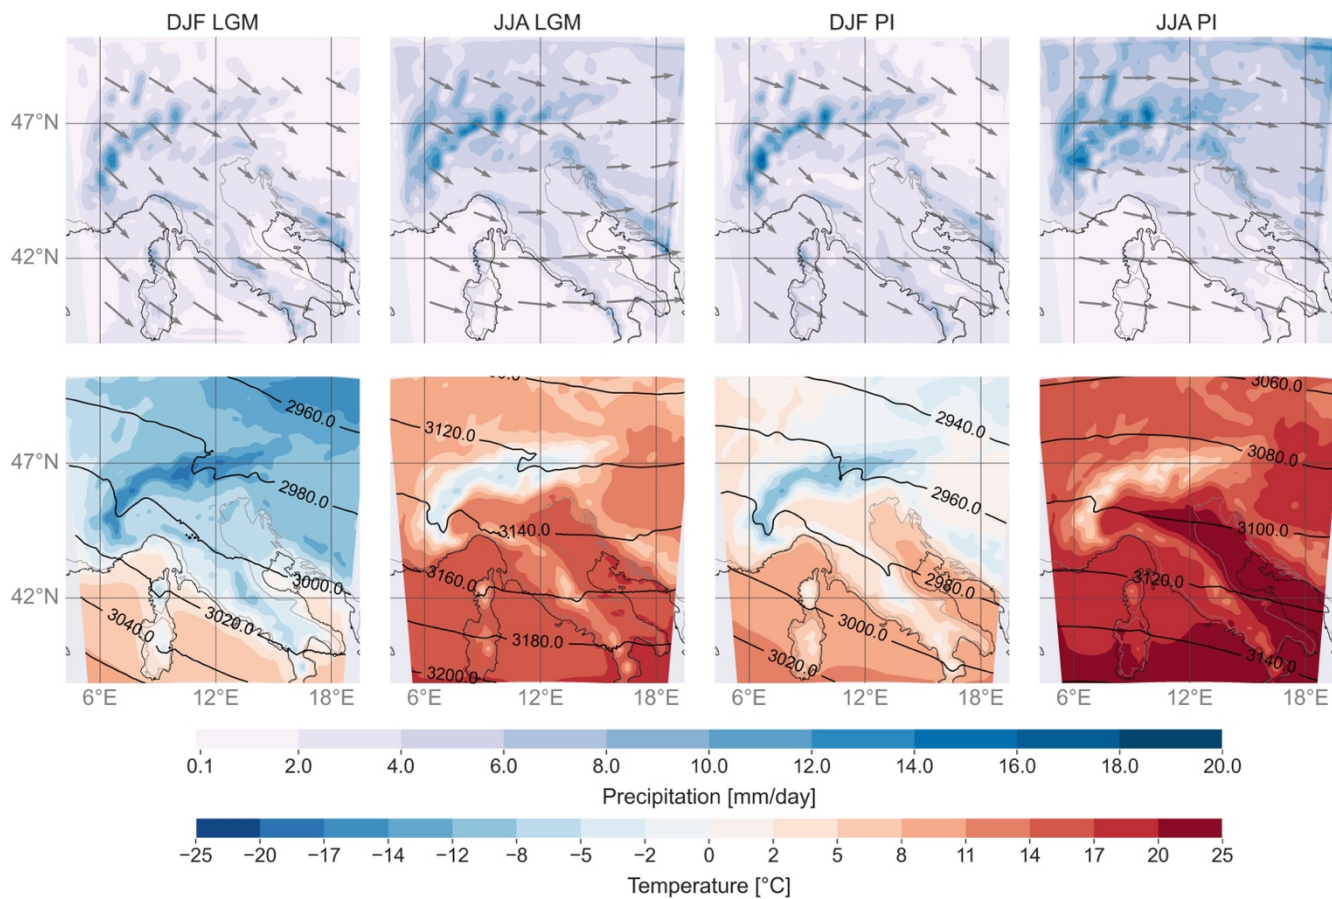 DJF LGM
JJA LGM
DJF PI
JJA PI
47°N
42°N
2960.0
2980.0
3000.0
3020.0
3040.0
3120.0
3140.0
3160.0
3180.0
3200.0
2940.0
2960.0
2980.0
3000.0
3020.0
3060.0
3080.0
3100.0
3120.0
3140.0
47°N
42°N
6°E 12°E 18°E
6°E 12°E 18°E
6°E 12°E 18°E
6°E 12°E 18°E
0.1 2.0 4.0 6.0 8.0 10.0 12.0 14.0 16.0 18.0 20.0
Precipitation [mm/day]
−25 −20 −17 −14 −12 −8 −5 −2 0 2 5 8 11 14 17 20 25
Temperature [°C]